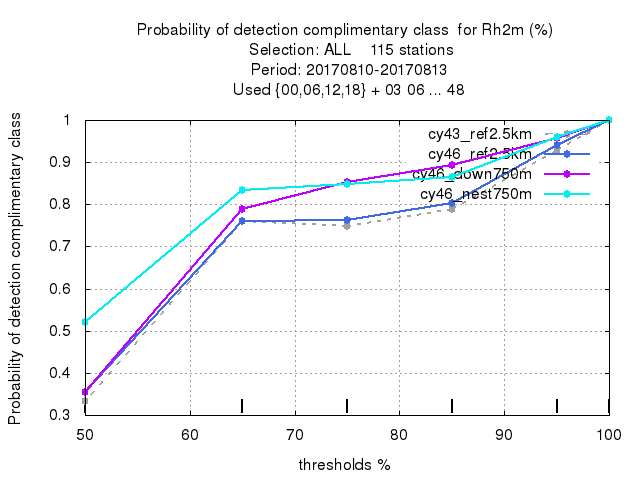 Probability of detection complimentary class  for Rh2m (%)
Selection: ALL    115 stations
Period: 20170810-20170813
Used {00,06,12,18} + 03 06 ... 48
Probability of detection complimentary class
1
0.9
0.8
0.7
0.6
0.5
0.4
0.3
cy43_ref2.5km
cy46_ref2.5km
cy46_down750m
cy46_nest750m
50
60
70
80
90
100
thresholds %